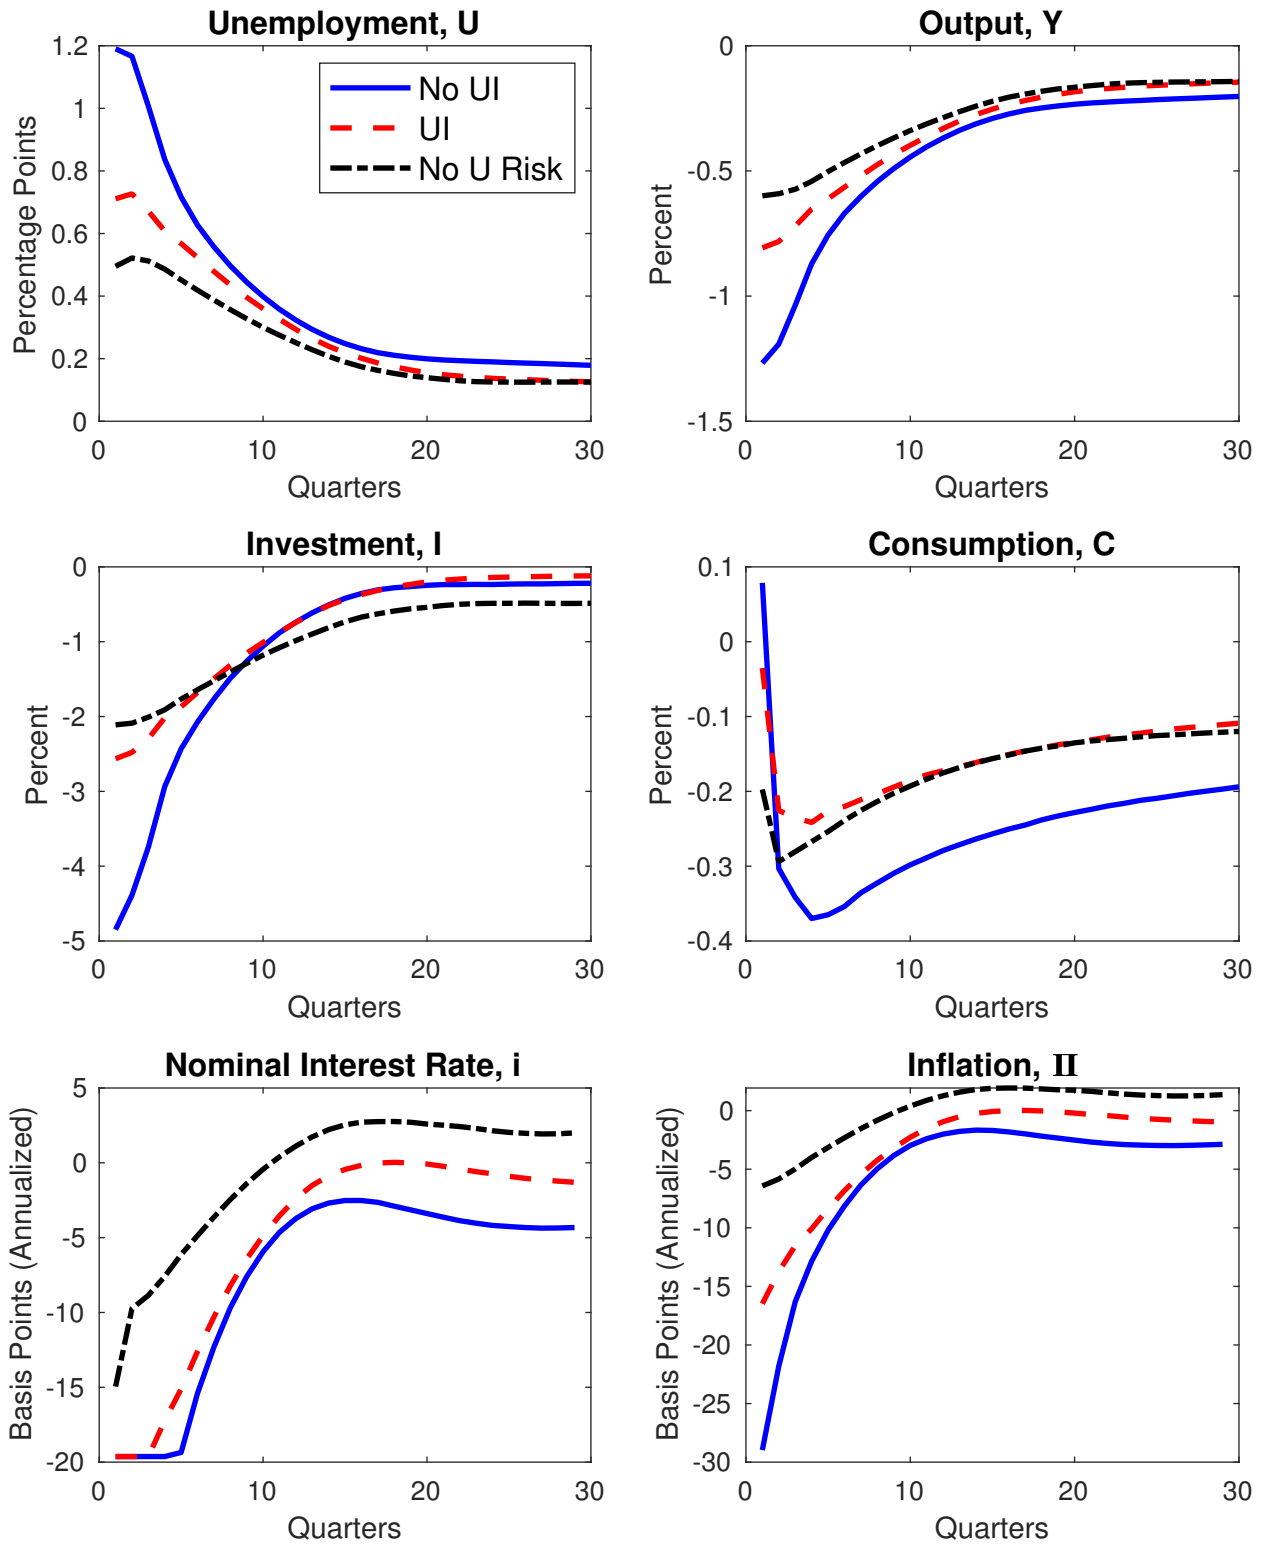 Unemployment, U
1.2
1
0.8
0.6
0.4
0.2
0
Percentage Points
No UI
UI
No U Risk
0 10 20 30
Quarters
Output, Y
0
-0.5
-1
-1.5
Percent
0 10 20 30
Quarters
Investment, I
0
-1
-2
-3
-4
-5
Percent
0 10 20 30
Quarters
Consumption, C
0.1
0
-0.1
-0.2
-0.3
-0.4
Percent
0 10 20 30
Quarters
Nominal Interest Rate, i
5
0
-5
-10
-15
-20
Basis Points (Annualized)
0 10 20 30
Quarters
Inflation, Π
0
-5
-10
-15
-20
-25
-30
Basis Points (Annualized)
0 10 20 30
Quarters